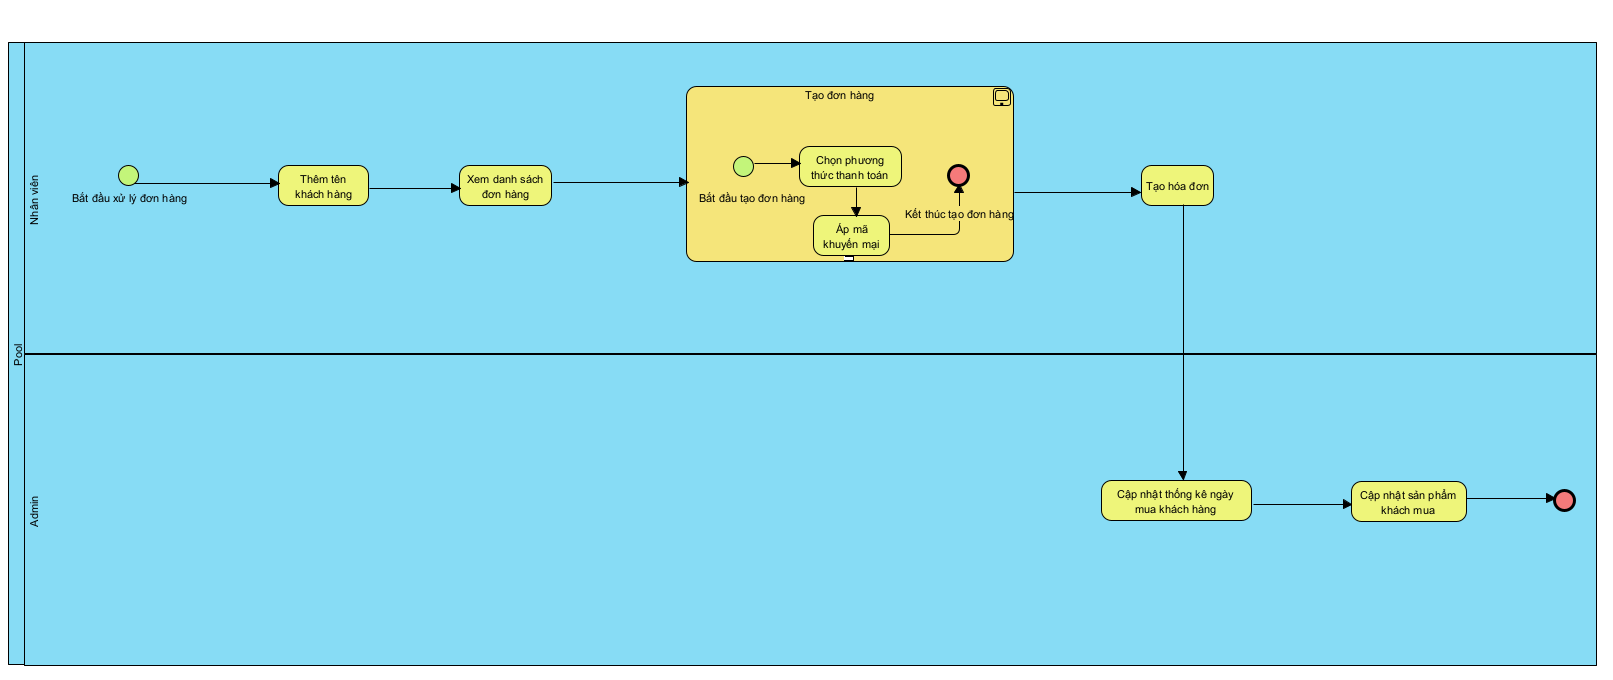 Pool
Nhân viên
Bắt đầu xử lý đơn hàng
Thêm tên
khách hàng
Xem danh sách
đơn hàng
Tạo đơn hàng
Bắt đầu tạo đơn hàng
Chọn phương
thức thanh toán
Áp mã
khuyến mại
Kết thúc tạo đơn hàng
Tạo hóa đơn
Admin
Cập nhật thống kê ngày
mua khách hàng
Cập nhật sản phẩm
khách mua